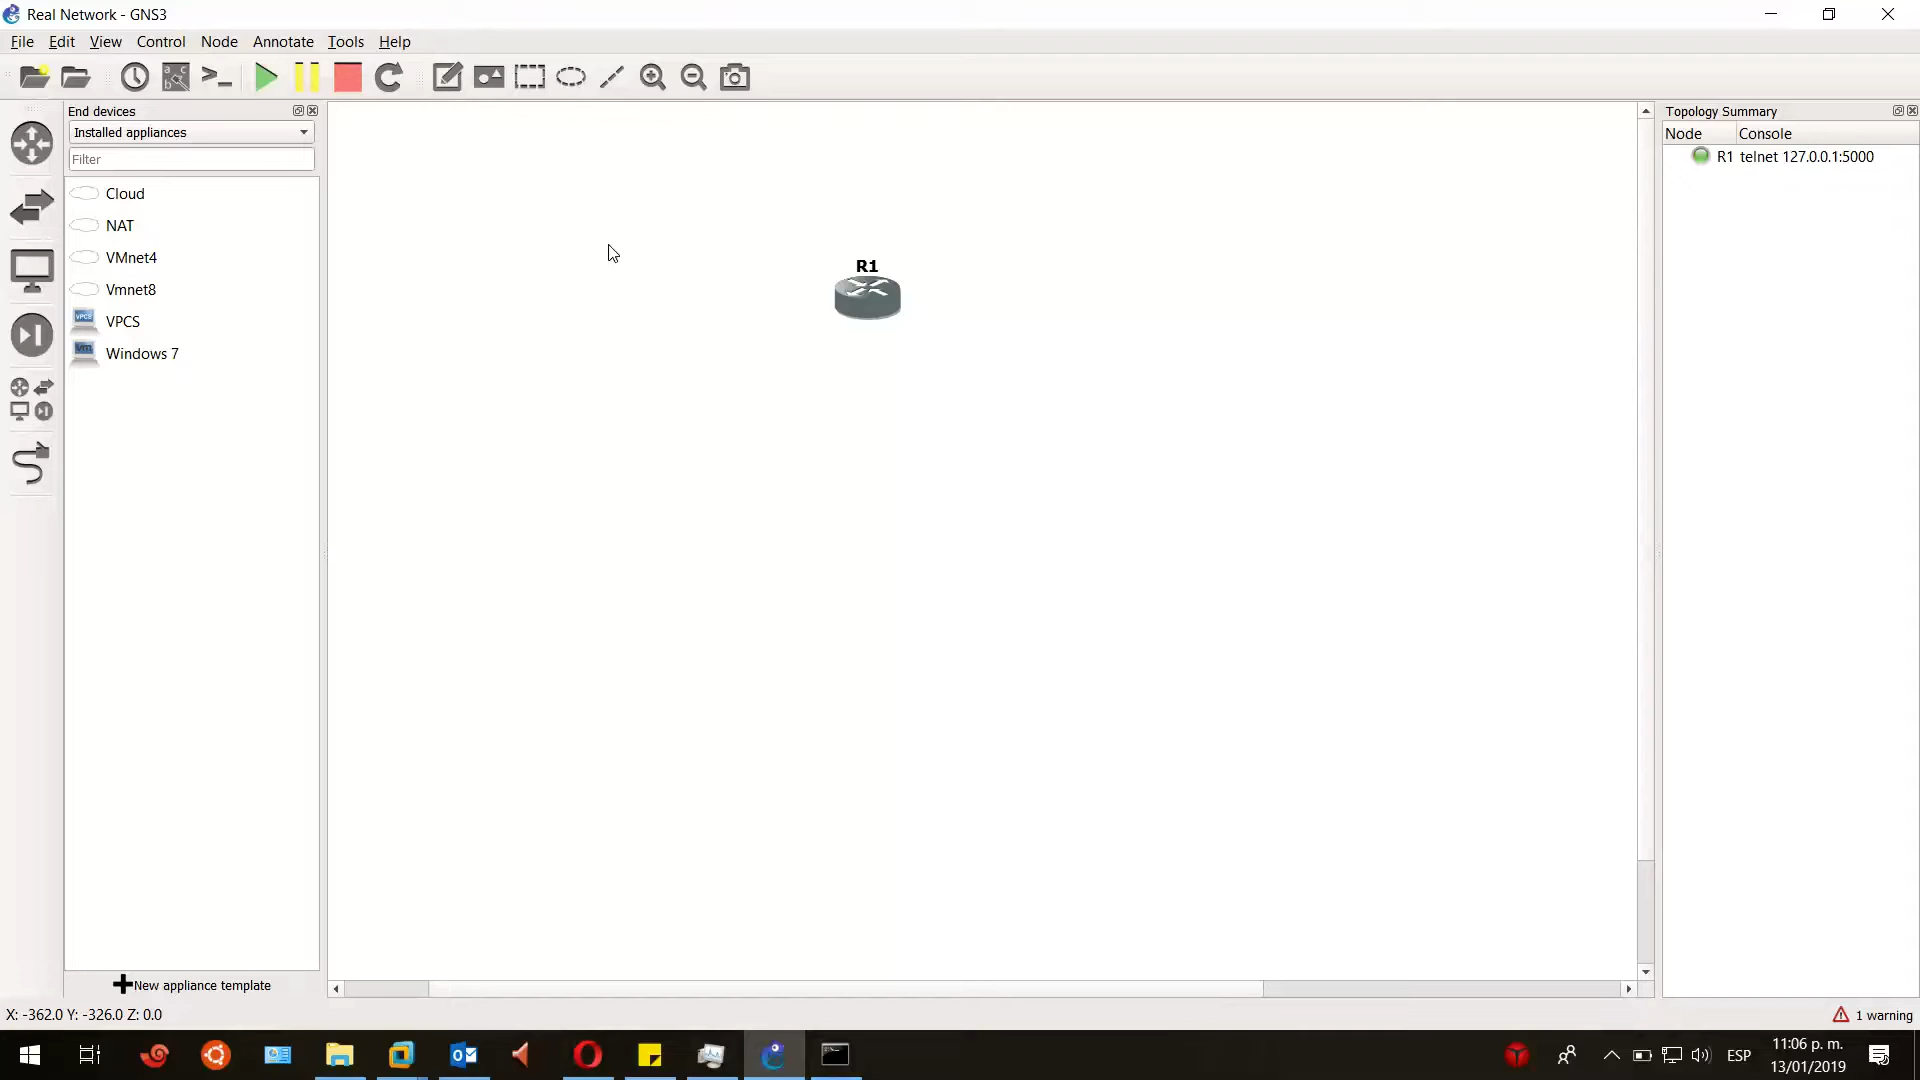 Real Network - GNS3
File Edit View Control Node Annotate Tools Help
End devices
Installed appliances
Filter
Cloud
NAT
VMnet4
Vmnet8
VPCS
Windows 7
New appliance template
R1
Topology Summary
Node Console
R1 telnet 127.0.0.1:5000
X: -362.0 Y: -326.0 Z: 0.0
1 warning
ESP
11:06 p. m.
13/01/2019